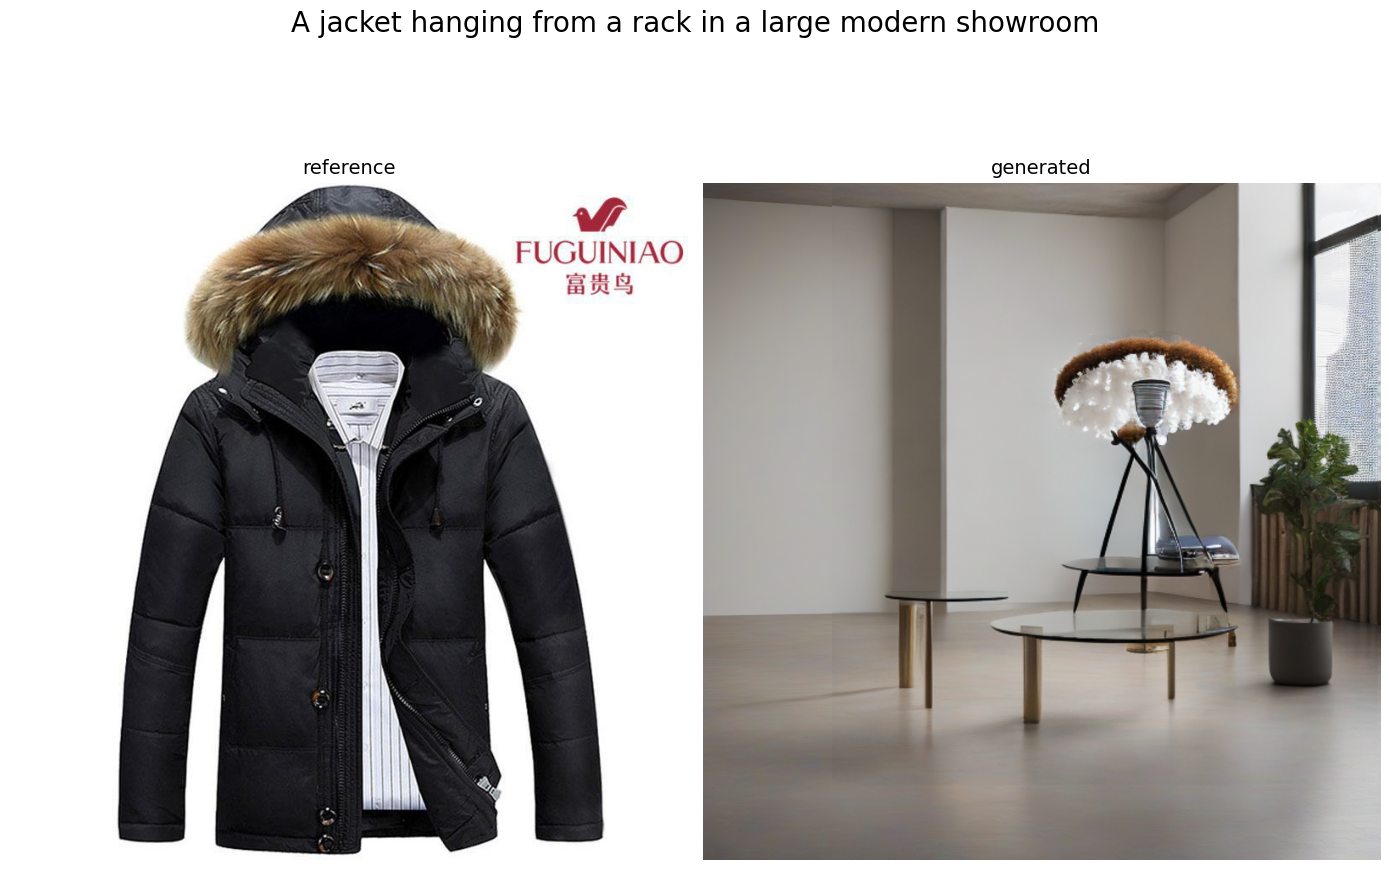 A jacket hanging from a rack in a large modern showroom
reference
generated
FUGUINIAO
富贵鸟